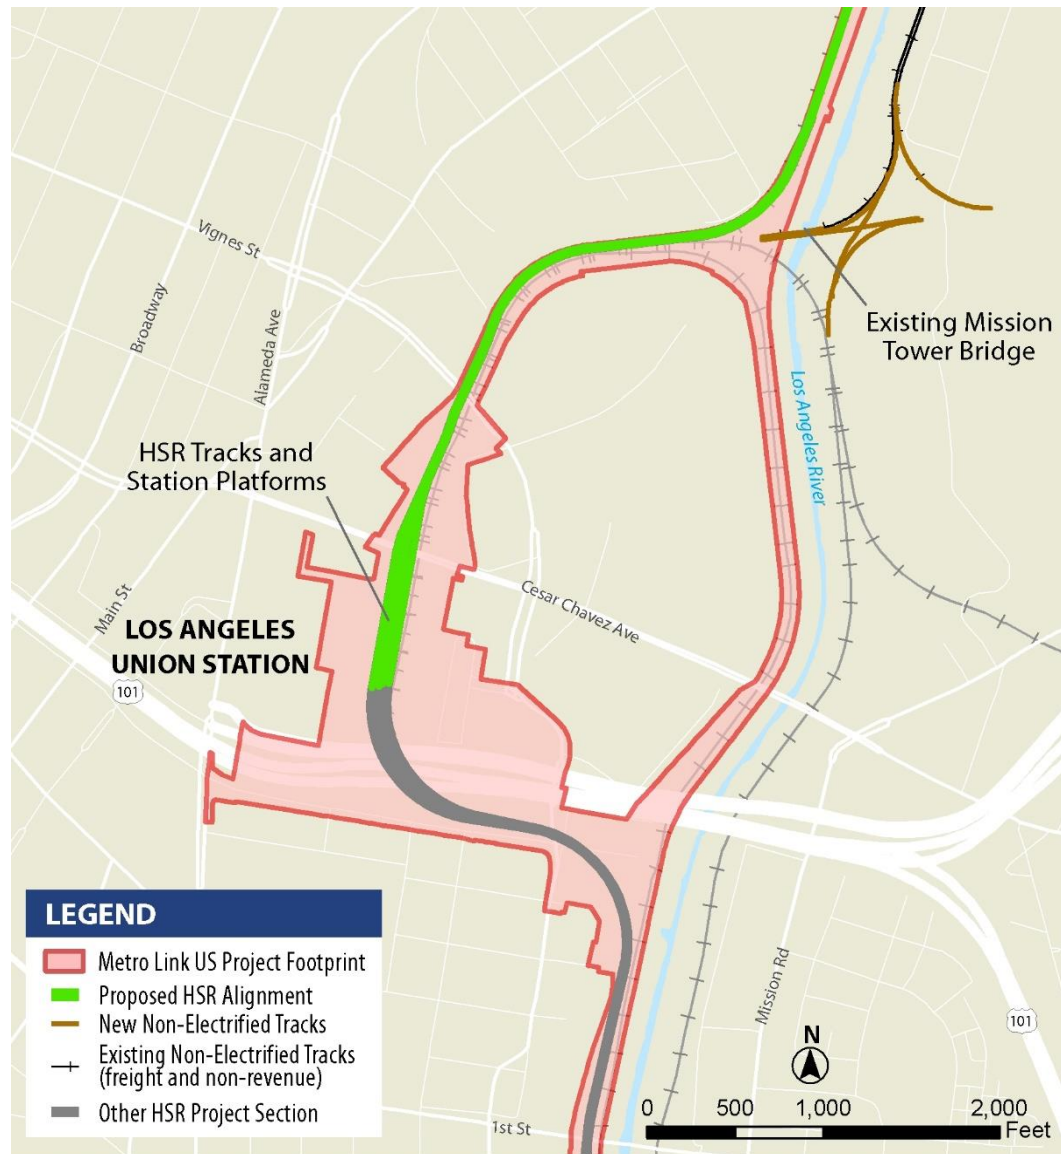 Vignes St
Broadway
Alameda Ave
Existing Mission
Tower Bridge
Los Angeles River
HSR Tracks and
Station Platforms
Main St
Cesar Chavez Ave
LOS ANGELES
UNION STATION
101
LEGEND
Metro Link US Project Footprint
Proposed HSR Alignment
New Non-Electrified Tracks
Existing Non-Electrified Tracks
(freight and non-revenue)
Other HSR Project Section
Mission Rd
101
1st St
N
0 500 1,000 2,000
Feet